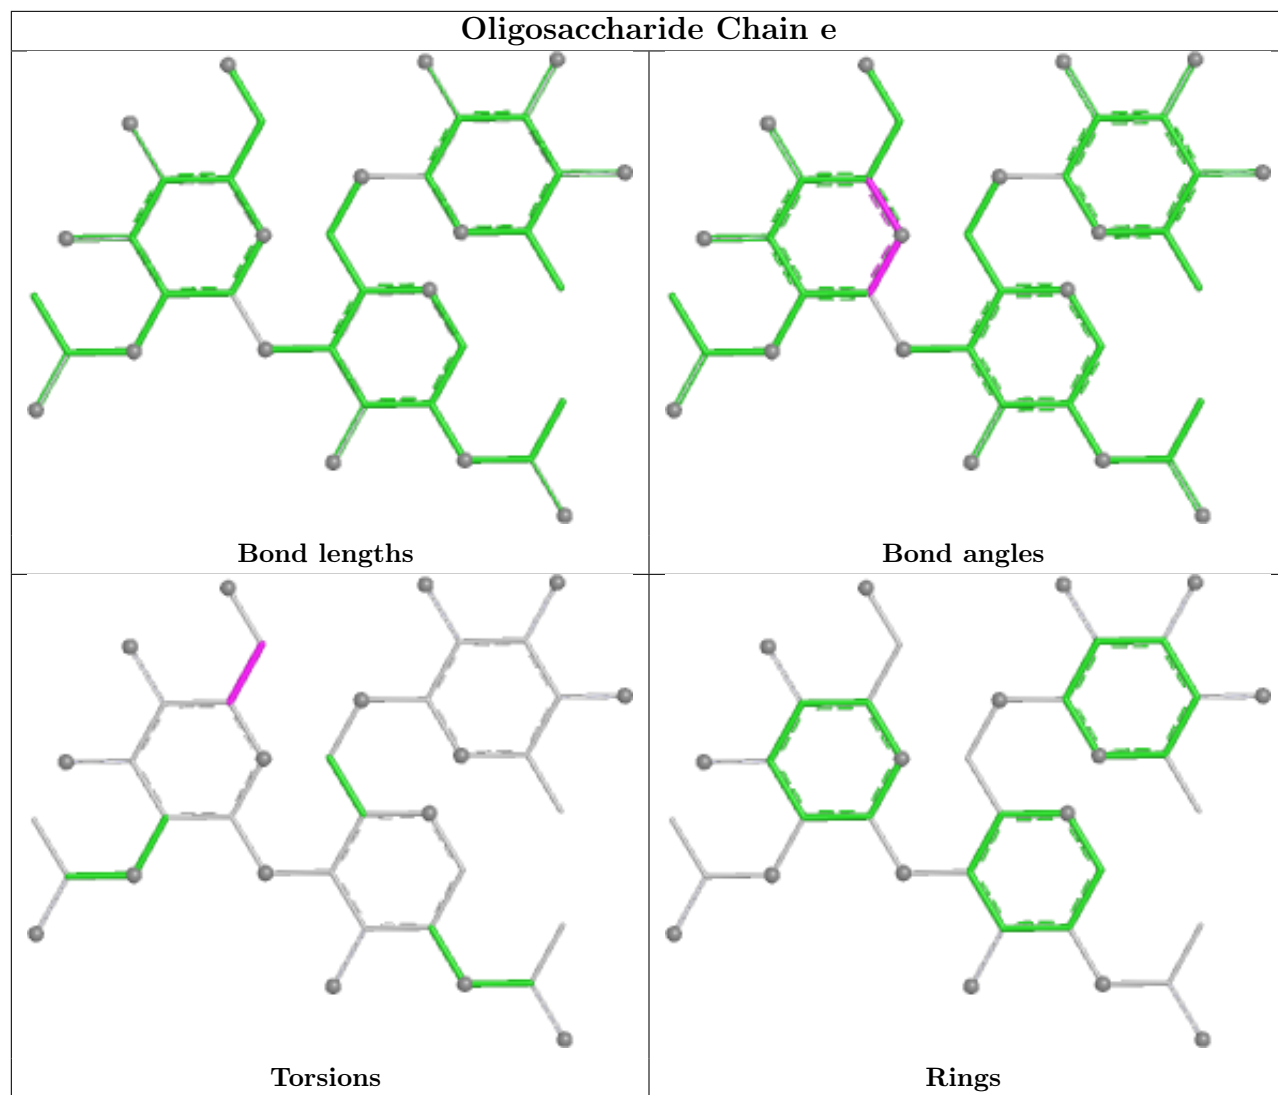 Oligosaccharide Chain e
Bond lengths
Bond angles
Torsions
Rings